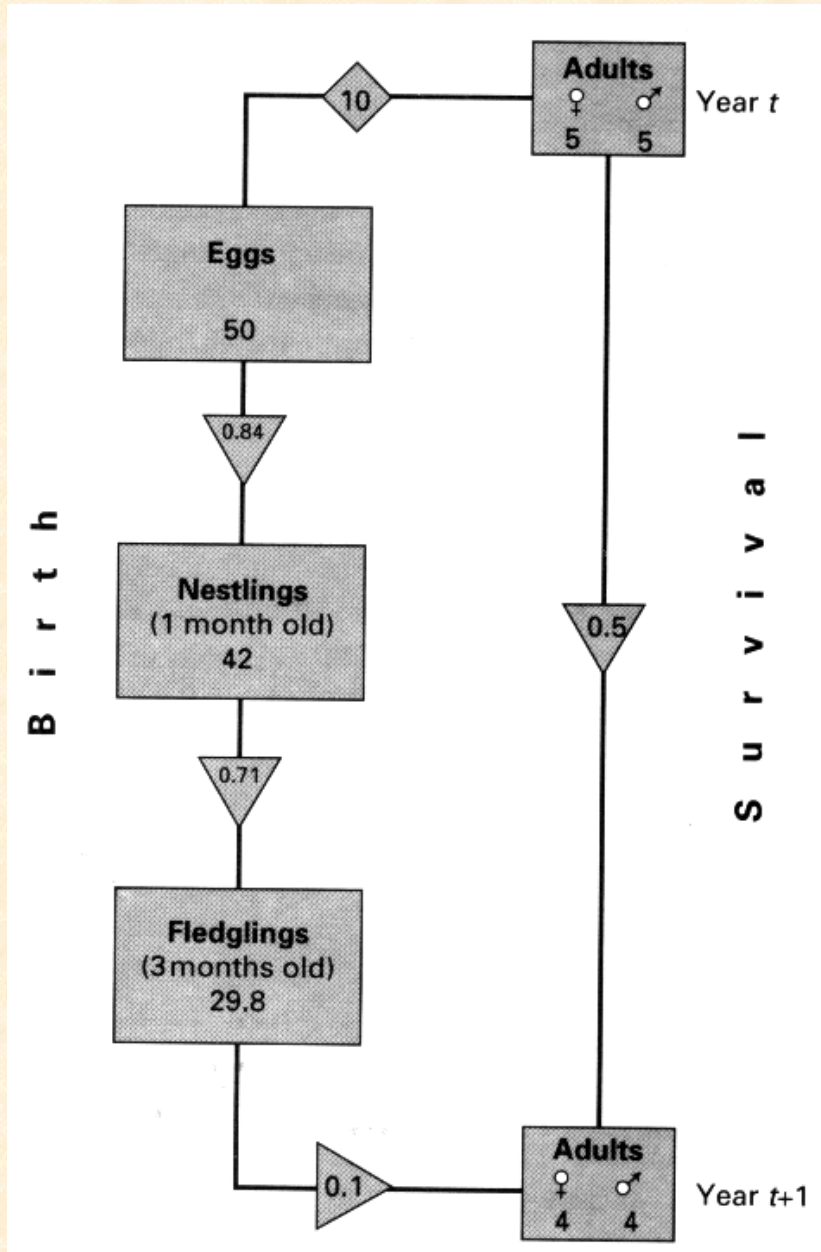 Adults
♀ ♂
5 5
Year t
10
Eggs
50
0.84
Nestlings
(1 month old)
42
0.71
Fledglings
(3 months old)
29.8
0.1
Birth
Survival
0.5
Adults
♀ ♂
4 4
Year t+1